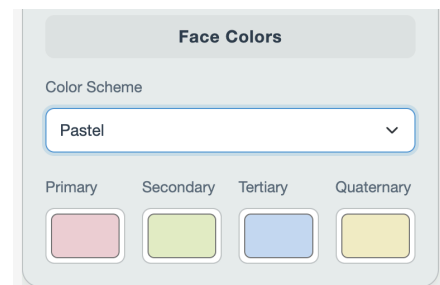 Face Colors
Color Scheme
Pastel
Primary Secondary Tertiary Quaternary